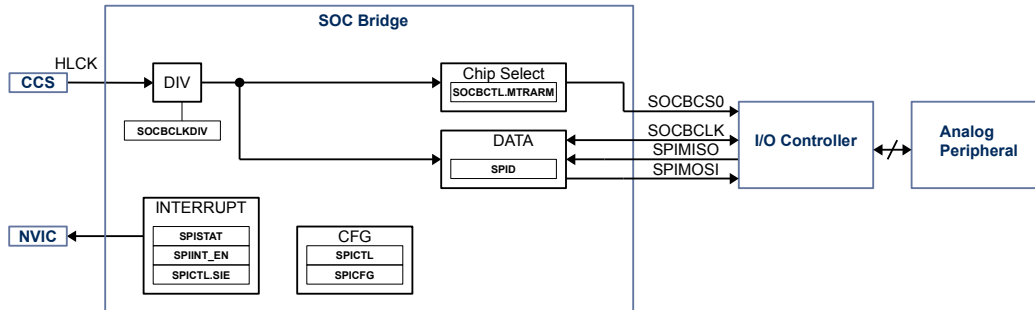 SOC Bridge
HLCK
CCS
DIV
SOCBCLKDIV
Chip Select
SOCBCTL.MTRARM
DATA
SPID
SOCBCS0
SOCBCLK
SPIMISO
SPIMOSI
I/O Controller
Analog
Peripheral
NVIC
INTERRUPT
SPISTAT
SPIINT_EN
SPICTL.SIE
CFG
SPICTL
SPICFG